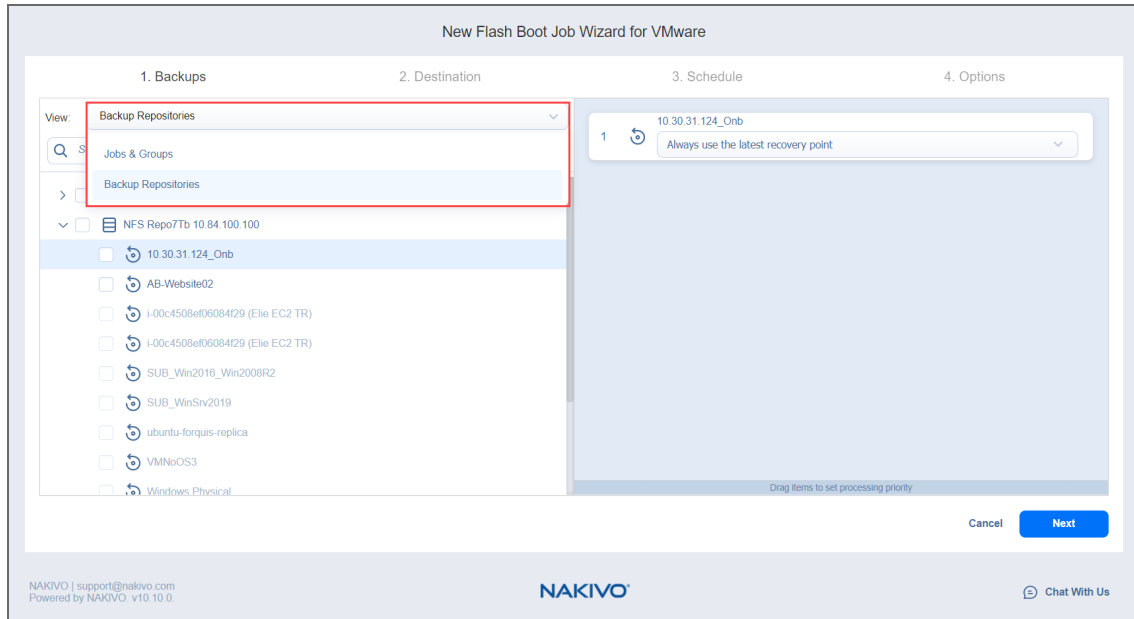 New Flash Boot Job Wizard for VMware
1. Backups
2. Destination
3. Schedule
4. Options
View:
Backup Repositories
S
Jobs & Groups
Backup Repositories
NFS Repo7Tb 10.84.100.100
10.30.31.124_Onb
AB-Website02
i-00c4508ef06084f29 (Elie EC2 TR)
i-00c4508ef06084f29 (Elie EC2 TR)
SUB_Win2016_Win2008R2
SUB_WinSrv2019
ubuntu-forquis-replica
VMNoOS3
Windows Physical
1
10.30.31.124_Onb
Always use the latest recovery point
Drag items to set processing priority
Cancel
Next
NAKIVO | support@nakivo.com
Powered by NAKIVO. v10.10.0.
NAKIVO®
Chat With Us